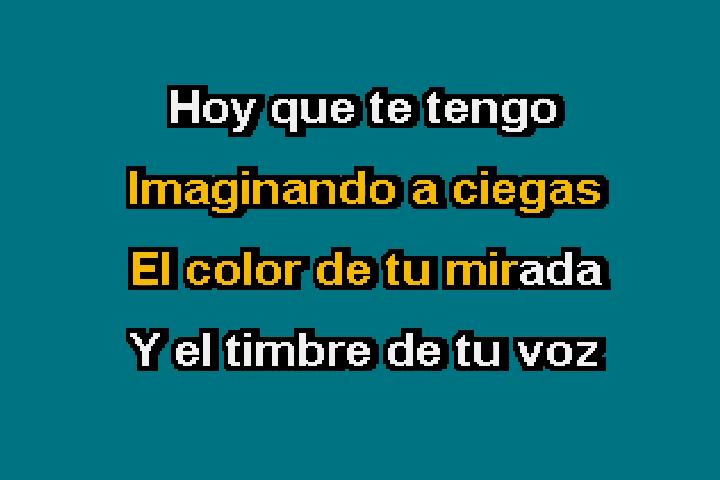 Hoy que te tengo
Imaginando a ciegas
El color de tu mirada
Y el timbre de tu voz